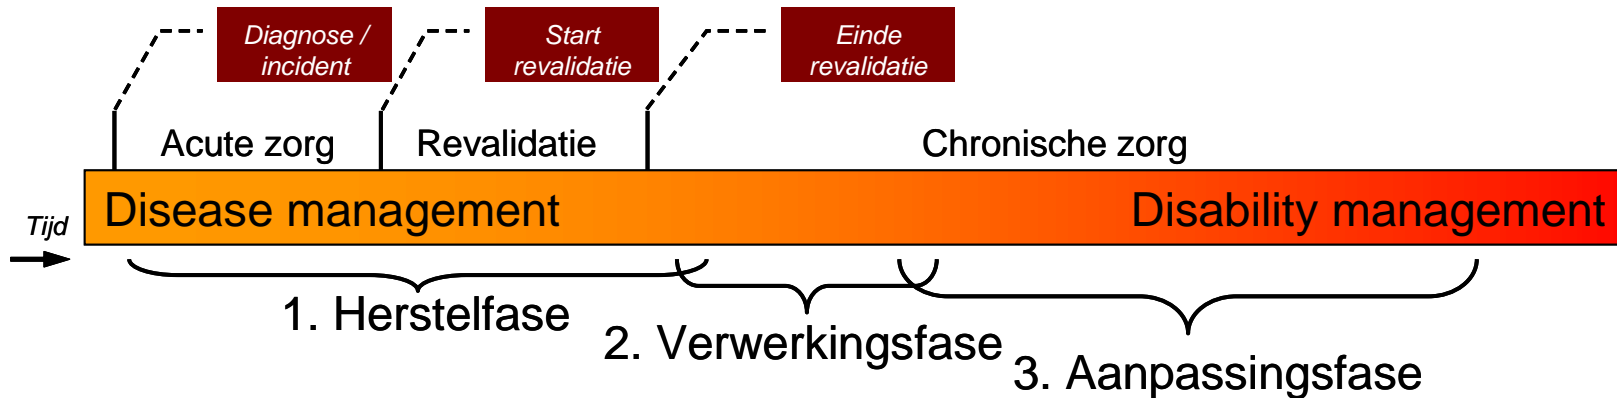 Diagnose /
incident
Start
revalidatie
Einde
revalidatie
Acute zorg
Revalidatie
Chronische zorg
Tijd
Disease management
Disability management
1. Herstelfase
2. Verwerkingsfase
3. Aanpassingsfase